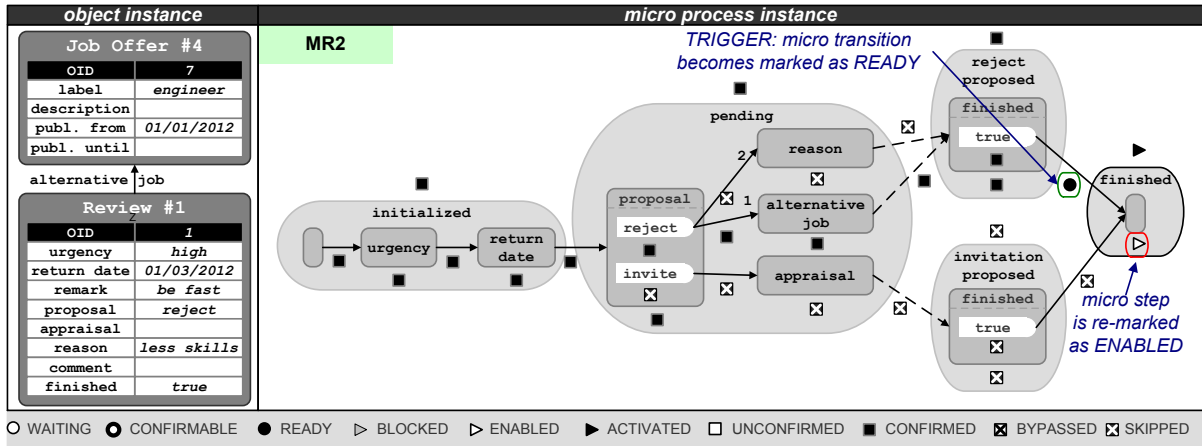 object instance
micro process instance
Job Offer #4
OID 7
label engineer
description
publ. from 01/01/2012
publ. until
alternative job
Review #1
z
OID 1
urgency high
return date 01/03/2012
remark be fast
proposal reject
appraisal
reason less skills
comment
finished true
MR2
TRIGGER: micro transition
becomes marked as READY
initialized
urgency
return
date
pending
proposal
reject
invite
2
1
reason
alternative
job
appraisal
reject
proposed
finished
true
invitation
proposed
finished
true
finished
micro step
is re-marked
as ENABLED
WAITING CONFIRMABLE READY BLOCKED ENABLED ACTIVATED UNCONFIRMED CONFIRMED BYPASSED SKIPPED